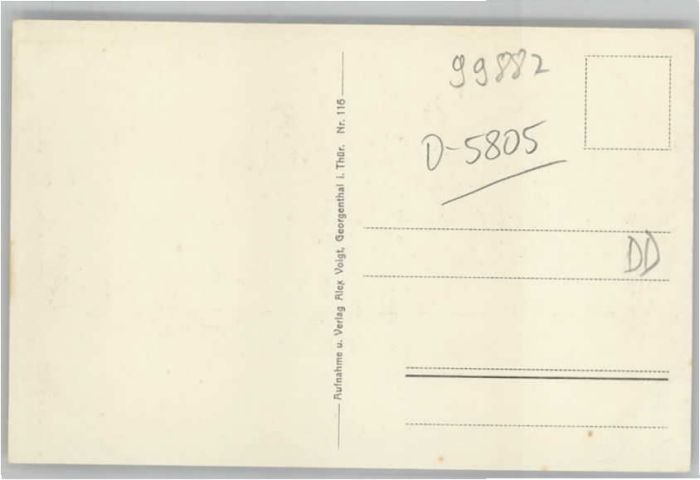 99882
D-5805
DD
Aufnahme u. Verlag Alex Voigt, Georgenthal i. Thür. Nr. 116